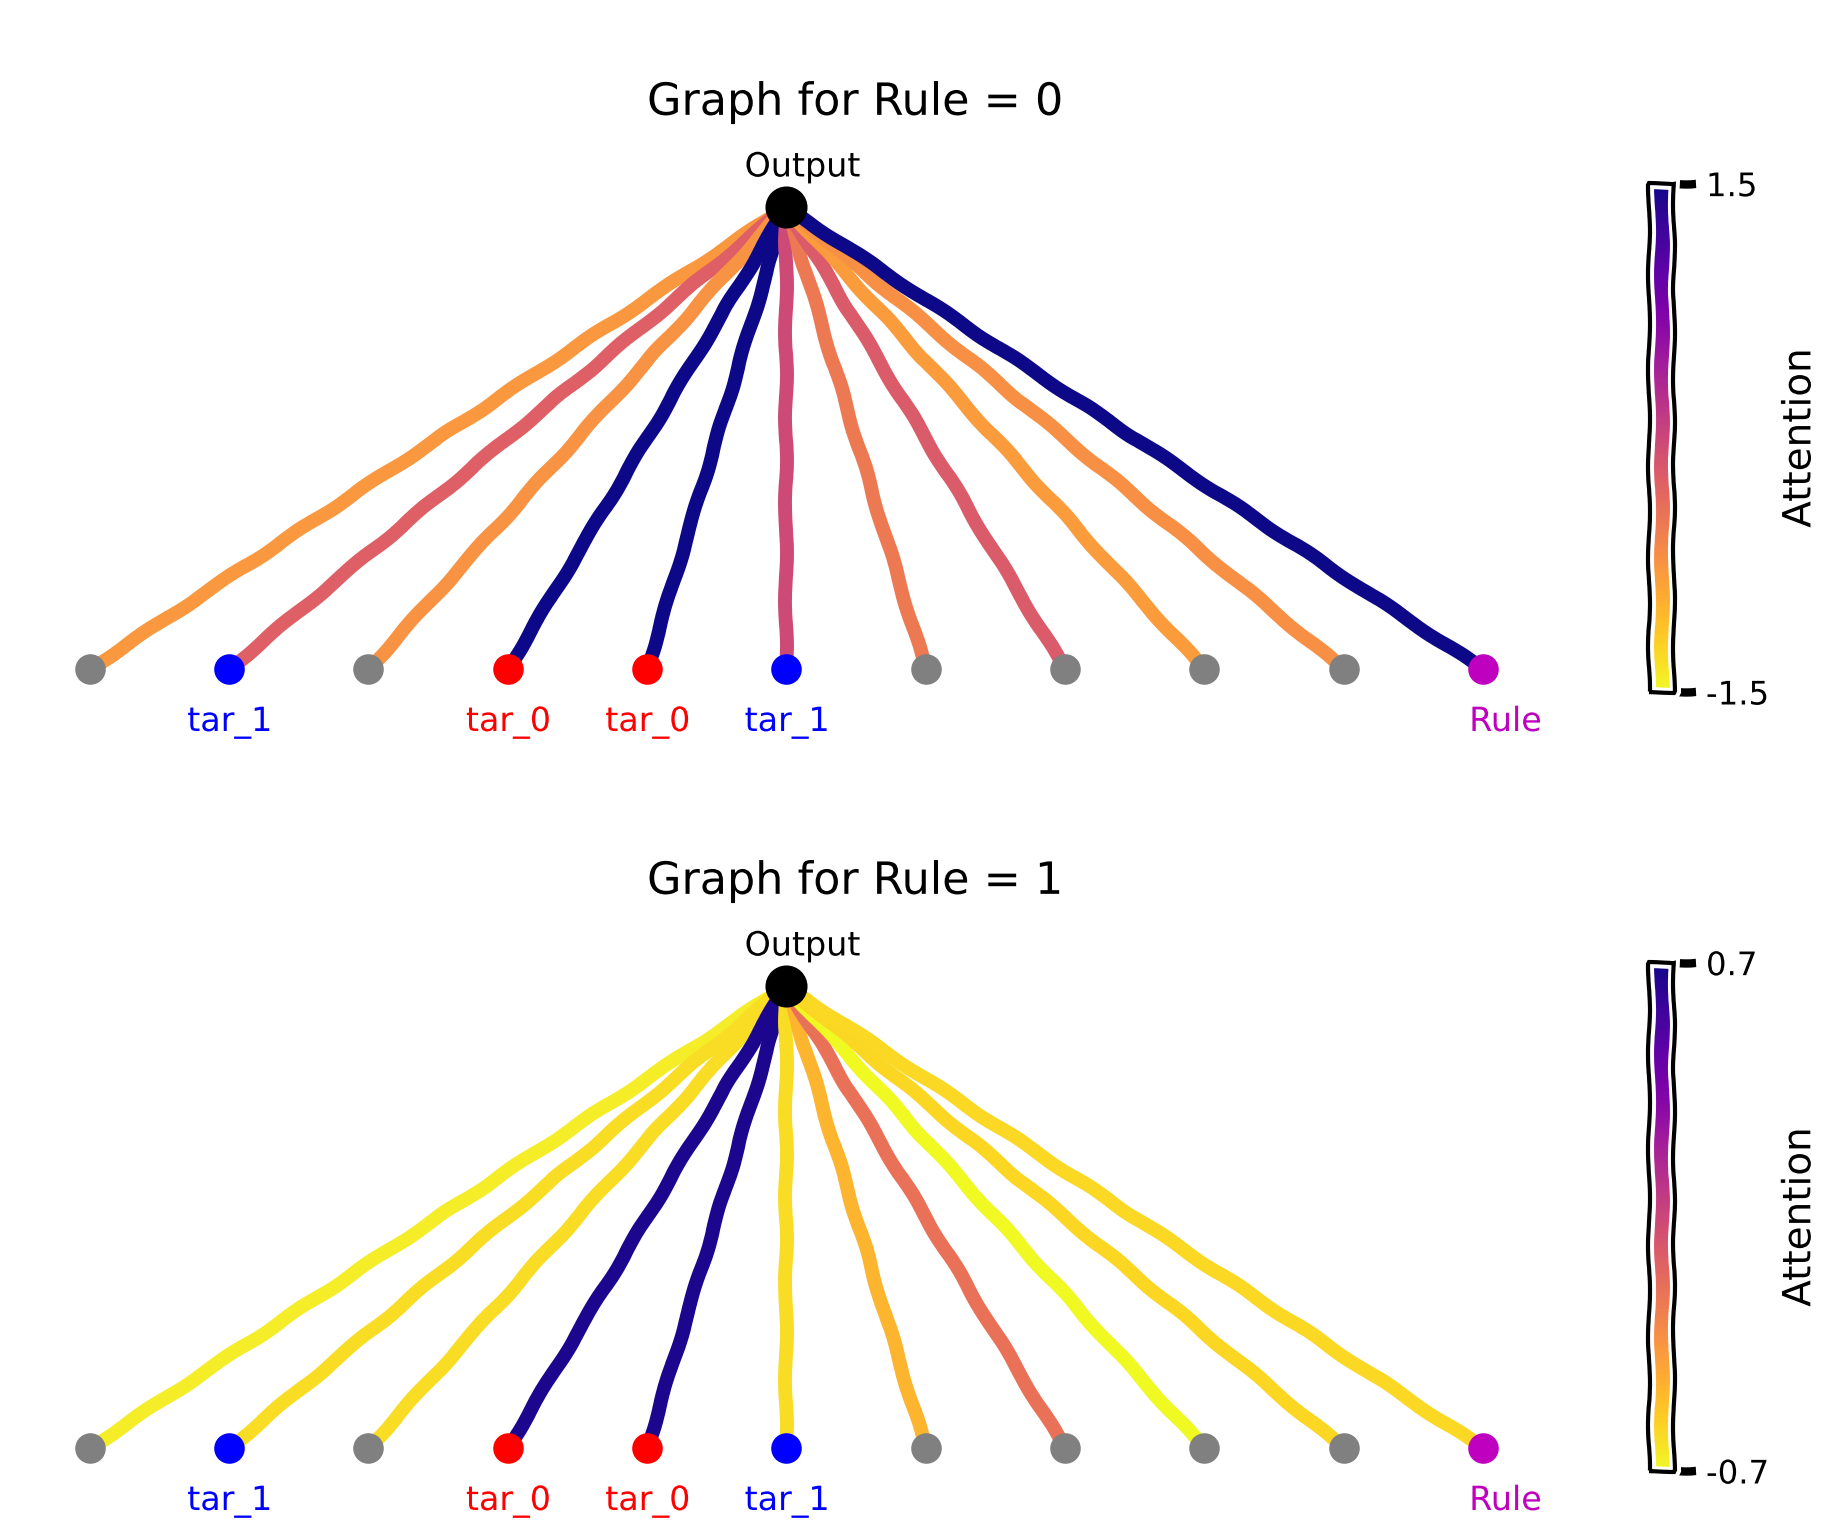 Graph for Rule = 0
Output
1.5
Attention
-1.5
tar_1
tar_0
tar_0
tar_1
Rule
Graph for Rule = 1
Output
0.7
Attention
-0.7
tar_1
tar_0
tar_0
tar_1
Rule